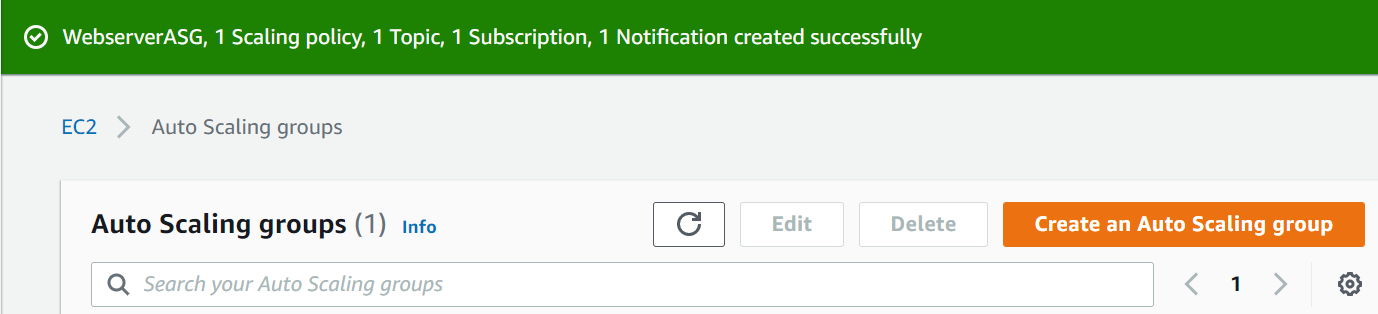 WebserverASG, 1 Scaling policy, 1 Topic, 1 Subscription, 1 Notification created successfully
EC2 Auto Scaling groups
Auto Scaling groups (1) Info Edit Delete Create an Auto Scaling group
Search your Auto Scaling groups 1